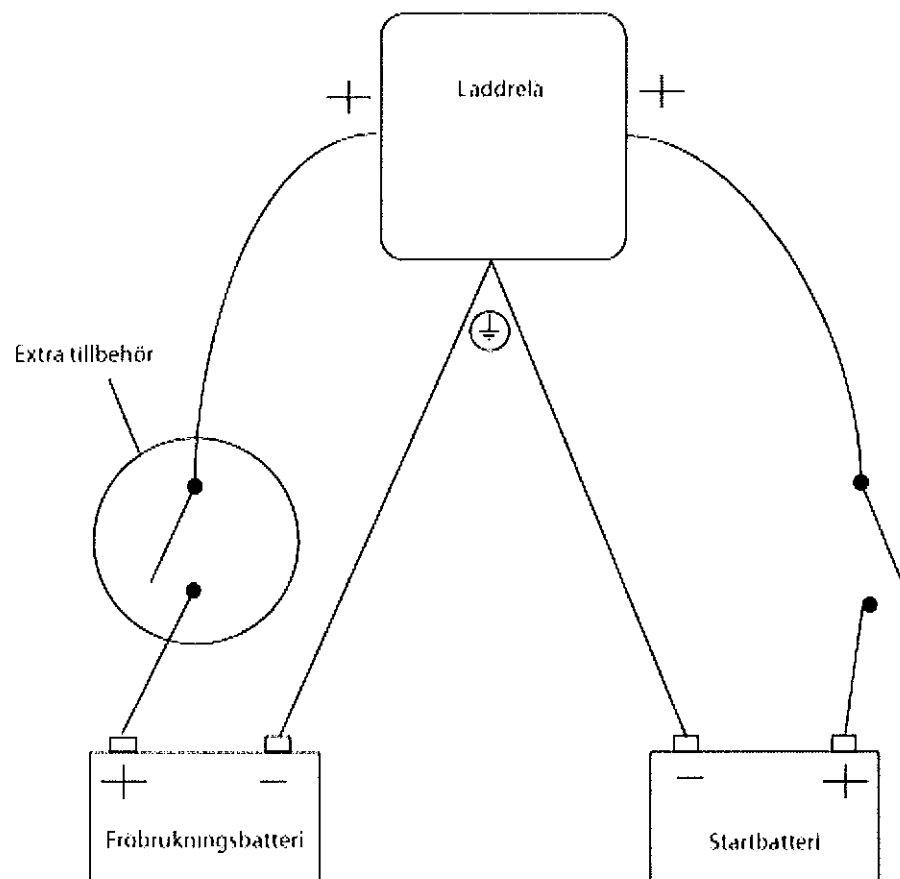 Laddrelä
+ +
Extra tillbehör
+ - - +
Fröbrukningsbatteri
Startbatteri